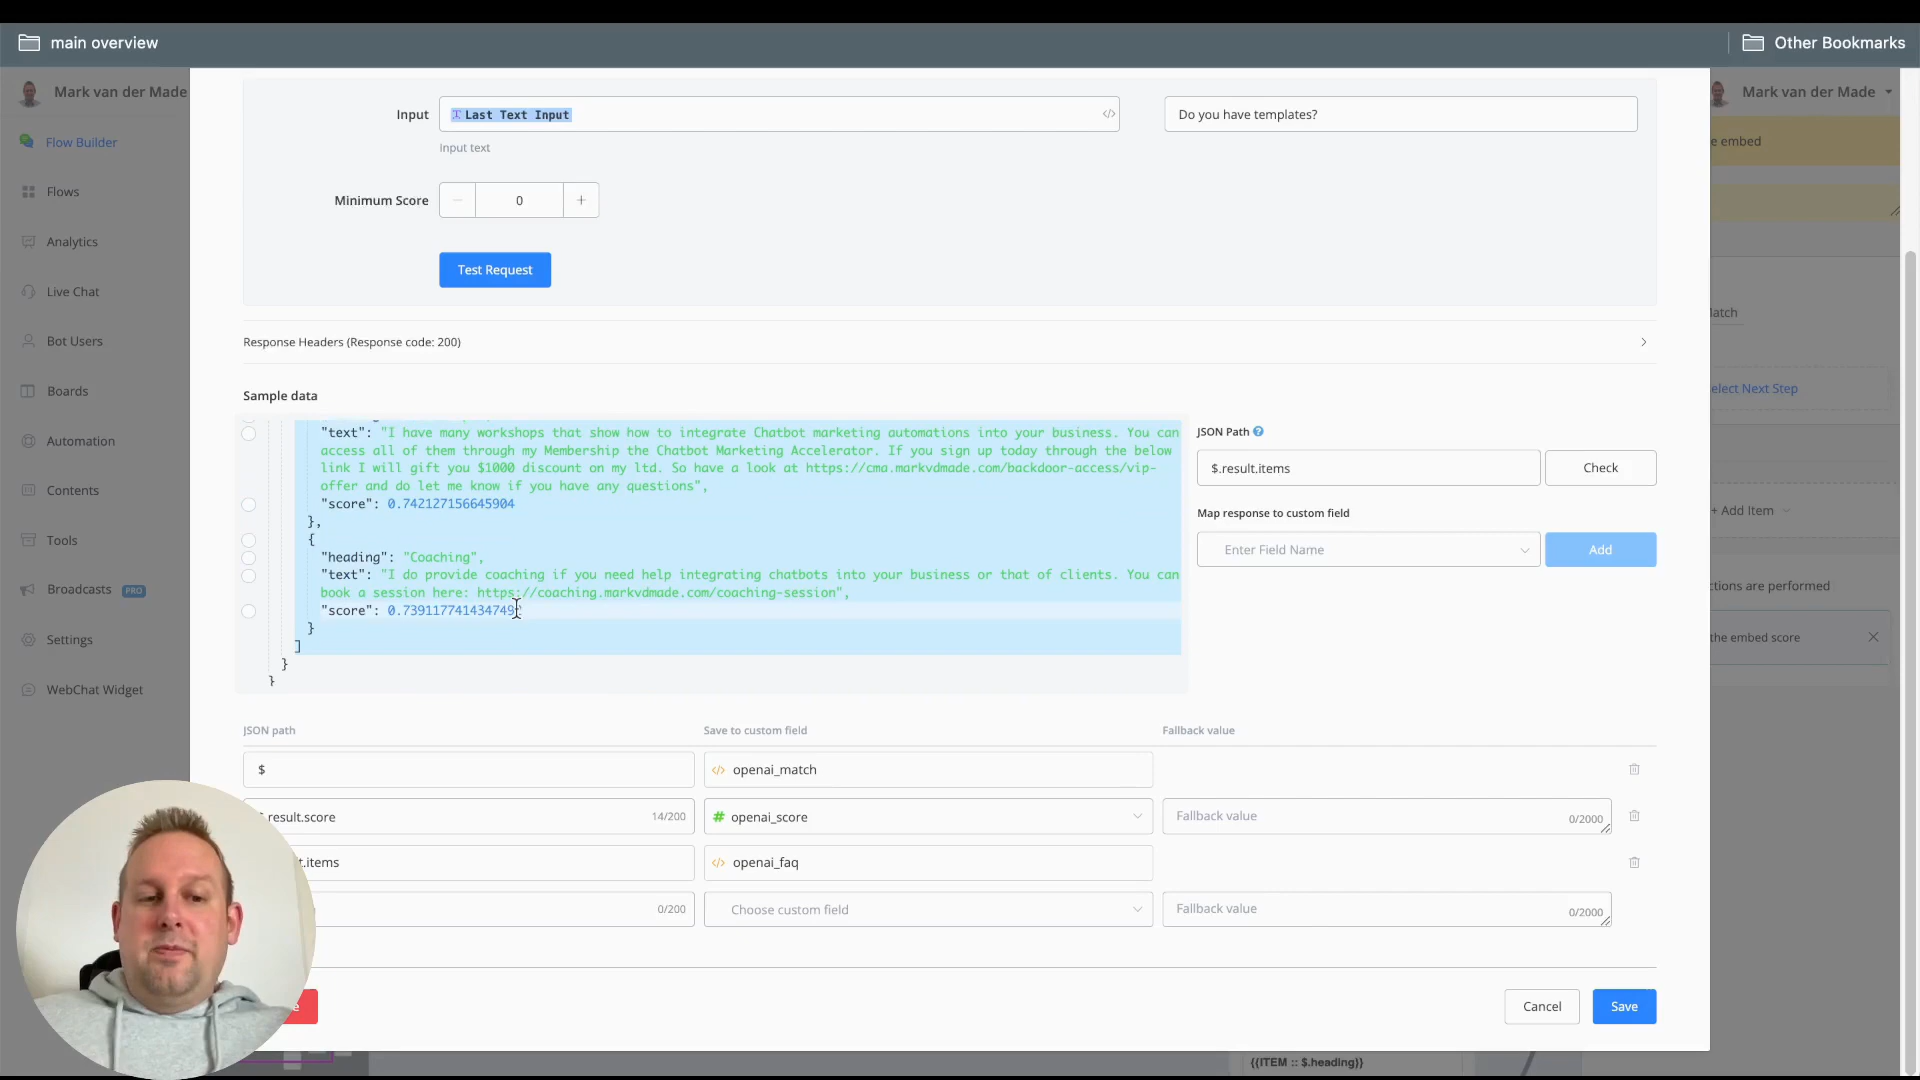 main overview
Other Bookmarks
Mark van der Made
Mark van der Made
Input
Last Text Input
Do you have templates?
Input text
Flow Builder
e embed
Flows
Minimum Score
0
Analytics
Test Request
Live Chat
Match
Response Headers (Response code: 200)
Bot Users
Boards
Sample data
elect Next Step
Automation
"text": "I have many workshops that show how to integrate Chatbot marketing automations into your business. You can
access all of them through my Membership the Chatbot Marketing Accelerator. If you sign up today through the below
link I will gift you $1000 discount on my ltd. So have a look at https://cma.markvdmade.com/backdoor-access/vip-
offer and do let me know if you have any questions",
"score": 0.742127156645904
},
{
"heading": "Coaching",
"text": "I do provide coaching if you need help integrating chatbots into your business or that of clients. You can
book a session here: https://coaching.markvdmade.com/coaching-session",
"score": 0.739117741434749
}
]
}
}
JSON Path
$.result.items
Check
Map response to custom field
Enter Field Name
Add
Contents
+ Add Item
Tools
Broadcasts PRO
ctions are performed
Settings
the embed score
WebChat Widget
JSON path
Save to custom field
Fallback value
$
openai_match
result.score
14/200
openai_score
Fallback value
0/2000
t.items
openai_faq
0/200
Choose custom field
Fallback value
0/2000
e
Cancel
Save
{{ITEM :: $.heading}}